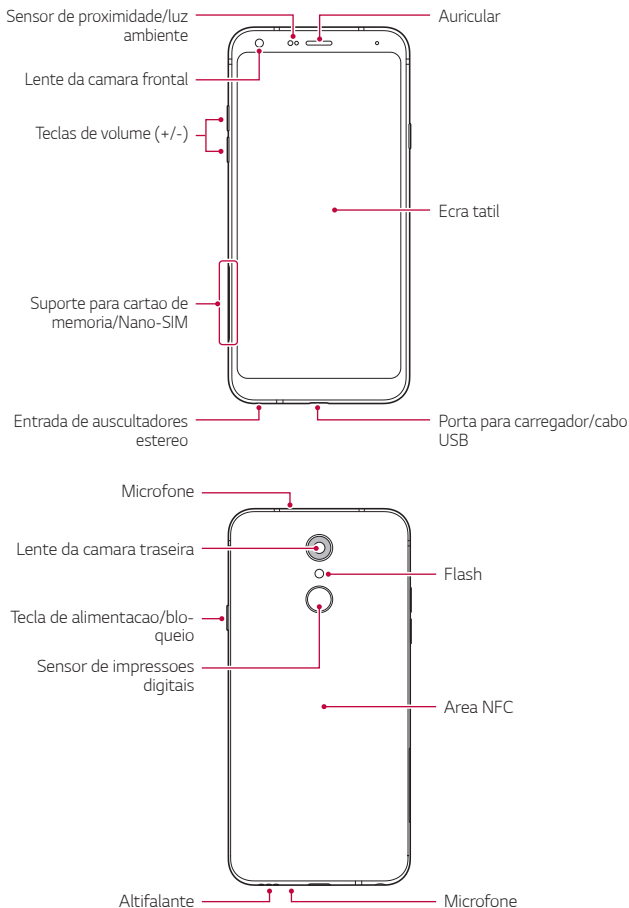 Sensor de proximidade/luz
ambiente
Auricular
Lente da camara frontal
Teclas de volume (+/-)
Ecra tatil
Suporte para cartao de
memoria/Nano-SIM
Entrada de auscultadores
estereo
Porta para carregador/cabo
USB
Microfone
Lente da camara traseira
Flash
Tecla de alimentacao/blo-
queio
Sensor de impressoes
digitais
Area NFC
Altifalante
Microfone